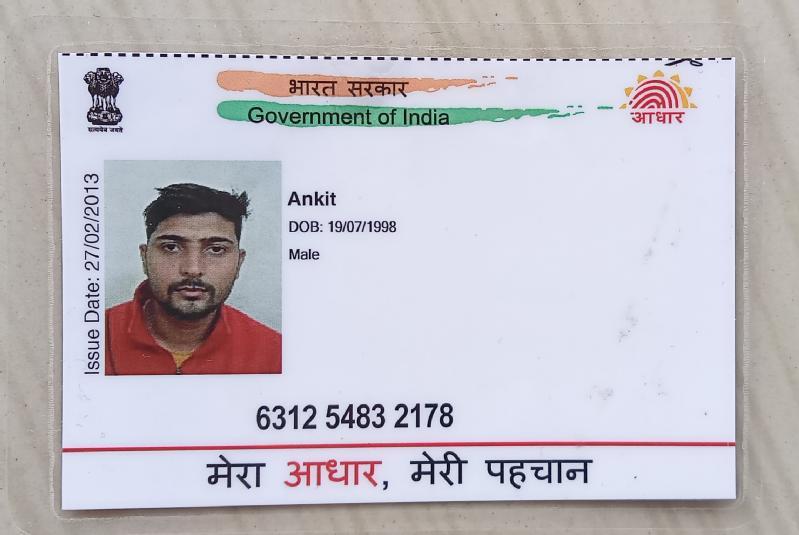 भारत सरकार
Government of India
सत्यमेव जयते
आधार
Issue Date: 27/02/2013
Ankit
DOB: 19/07/1998
Male
6312 5483 2178
मेरा आधार, मेरी पहचान